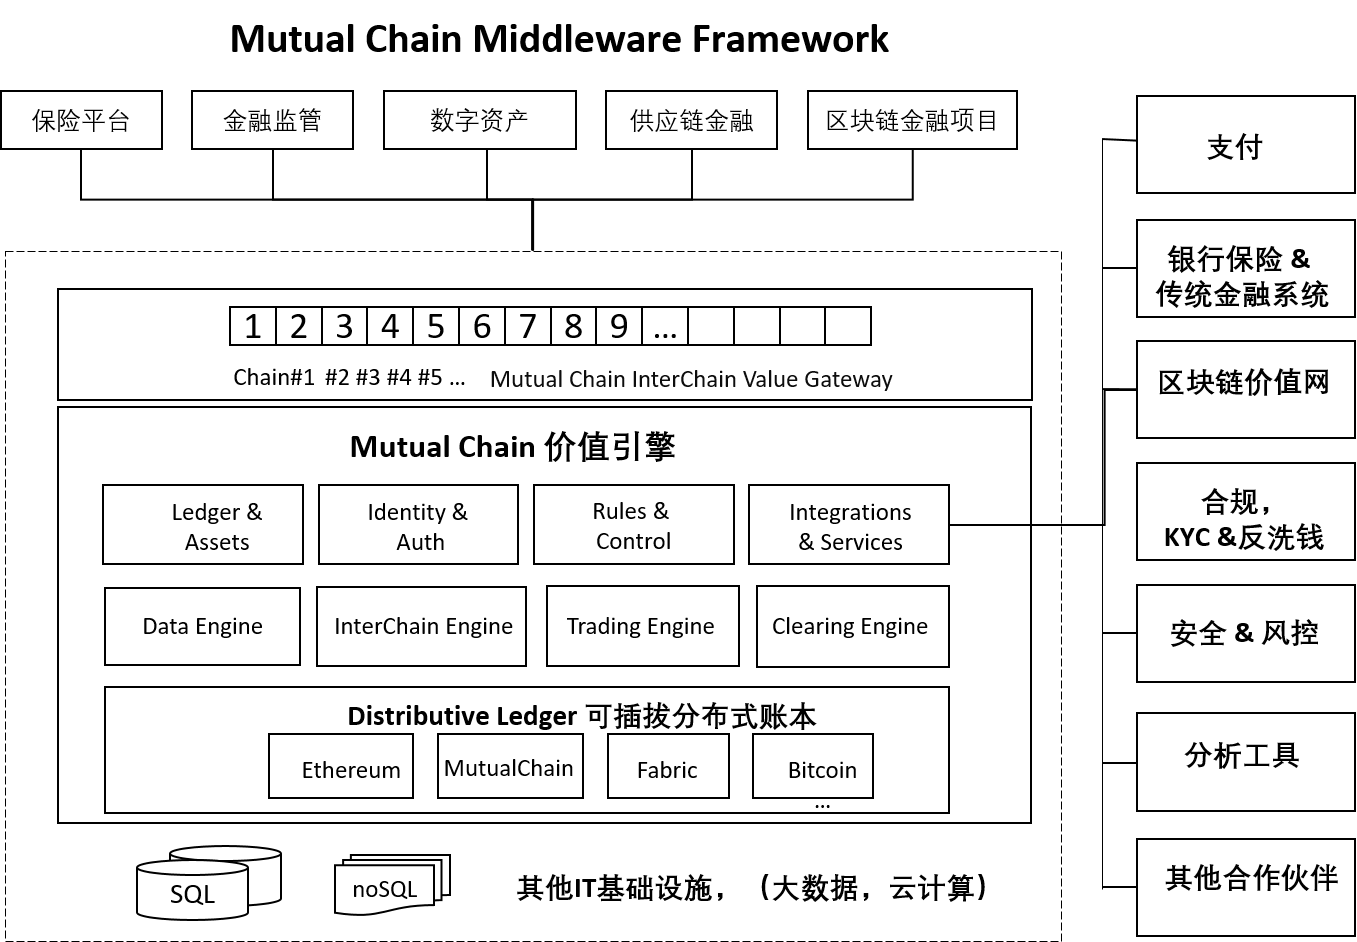 Mutual Chain Middleware Framework
保险平台
金融监管
数字资产
供应链金融
区块链金融项目
1 2 3 4 5 6 7 8 9 ...
Chain#1 #2 #3 #4 #5 ...
Mutual Chain InterChain Value Gateway
Mutual Chain 价值引擎
Ledger &
Assets
Identity &
Auth
Rules &
Control
Integrations
& Services
Data Engine
InterChain Engine
Trading Engine
Clearing Engine
Distributive Ledger 可插拔分布式账本
Ethereum
MutualChain
Fabric
Bitcoin
...
SQL
noSQL
其他IT基础设施，（大数据，云计算）
支付
银行保险 &
传统金融系统
区块链价值网
合规，
KYC &反洗钱
安全 & 风控
分析工具
其他合作伙伴